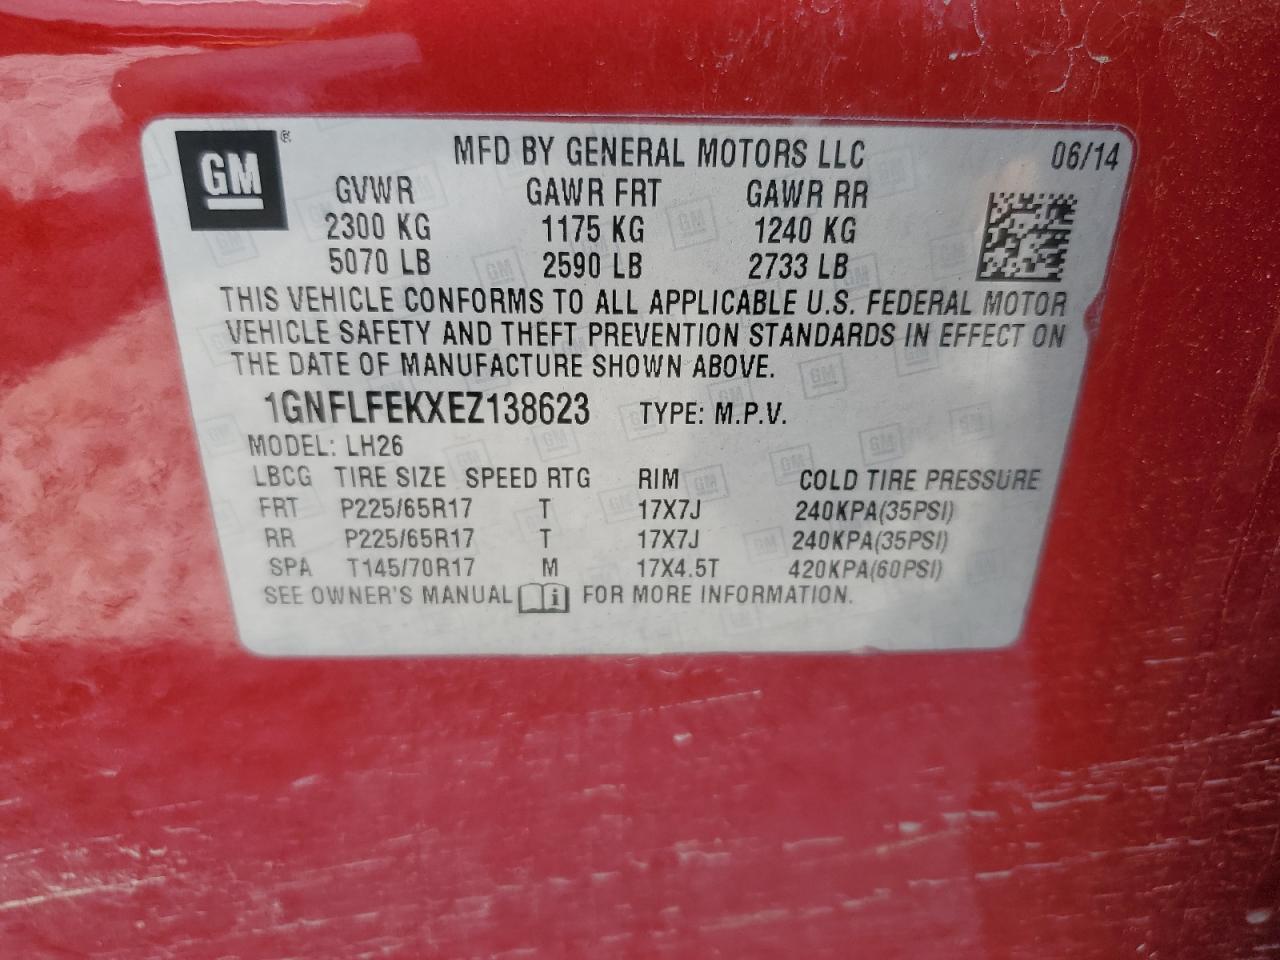 GM ®
MFD BY GENERAL MOTORS LLC 06/14
GVWR GAWR FRT GAWR RR
2300 KG 1175 KG 1240 KG
5070 LB 2590 LB 2733 LB
THIS VEHICLE CONFORMS TO ALL APPLICABLE U.S. FEDERAL MOTOR
VEHICLE SAFETY AND THEFT PREVENTION STANDARDS IN EFFECT ON
THE DATE OF MANUFACTURE SHOWN ABOVE.
1GNFLFEKXEZ138623 TYPE: M.P.V.
MODEL: LH26
LBCG TIRE SIZE SPEED RTG RIM COLD TIRE PRESSURE
FRT P225/65R17 T 17X7J 240KPA(35PSI)
RR P225/65R17 T 17X7J 240KPA(35PSI)
SPA T145/70R17 M 17X4.5T 420KPA(60PSI)
SEE OWNER'S MANUAL i FOR MORE INFORMATION.